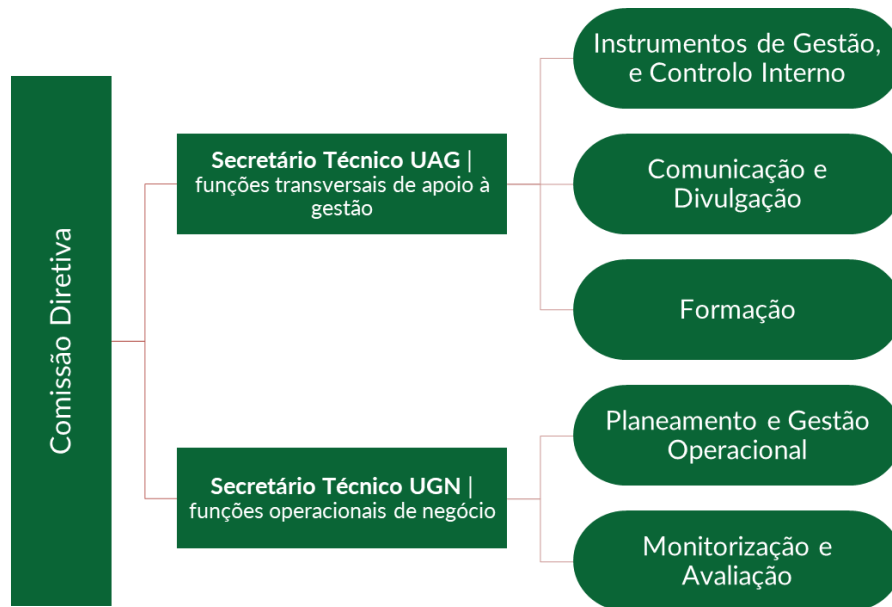 Comissão Diretiva
Secretário Técnico UAG |
funções transversais de apoio à
gestão
Instrumentos de Gestão,
e Controlo Interno
Comunicação e
Divulgação
Formação
Secretário Técnico UGN |
funções operacionais de negócio
Planeamento e Gestão
Operacional
Monitorização e
Avaliação